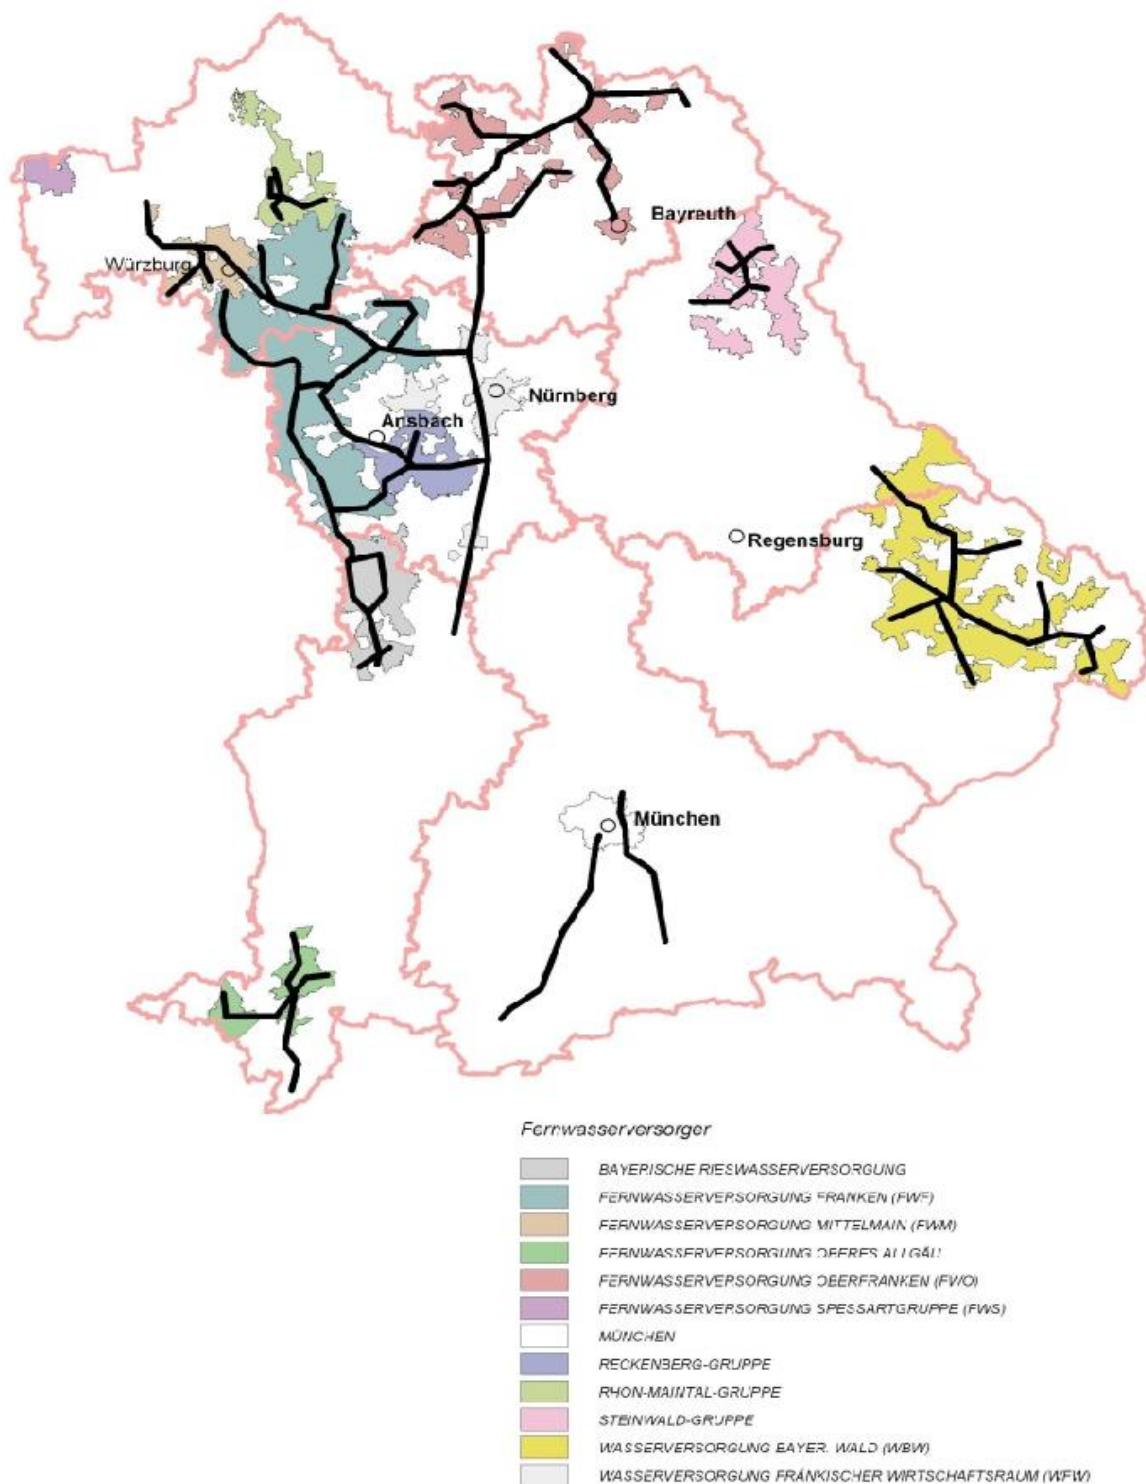 Bayreuth
Würzburg
Nürnberg
Ansbach
Regensburg
München
Fernwasserversorger
BAYERISCHE RIESWASSERVERSORGUNG
FERNWASSERVERSORGUNG FRANKEN (FWF)
FERNWASSERVERSORGUNG MITTELMAIN (FWM)
FERNWASSERVERSORGUNG OBERES ALLGÄU
FERNWASSERVERSORGUNG OBERFRANKEN (FWO)
FERNWASSERVERSORGUNG SPESSARTGRUPPE (FWS)
MÜNCHEN
RECKENBERG-GRUPPE
RHÖN-MAINTAL-GRUPPE
STEINWALD-GRUPPE
WASSERVERSORGUNG BAYER. WALD (WBW)
WASSERVERSORGUNG FRÄNKISCHER WIRTSCHAFTSRAUM (WFW)